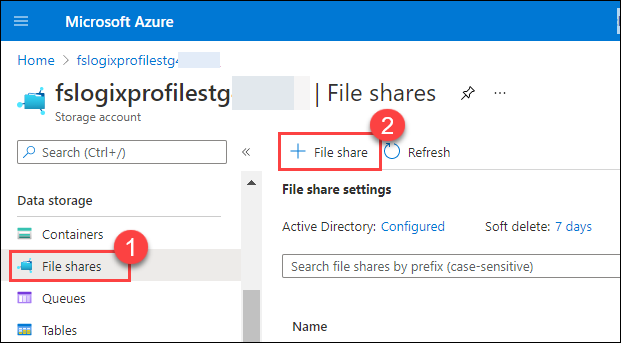 Microsoft Azure
Home > fslogixprofilestg
fslogixprofilestg | File shares
Storage account
Search (Ctrl+/)
Data storage
Containers
File shares
Queues
Tables
1
2
+ File share
Refresh
File share settings
Active Directory: Configured Soft delete: 7 days
Search file shares by prefix (case-sensitive)
Name